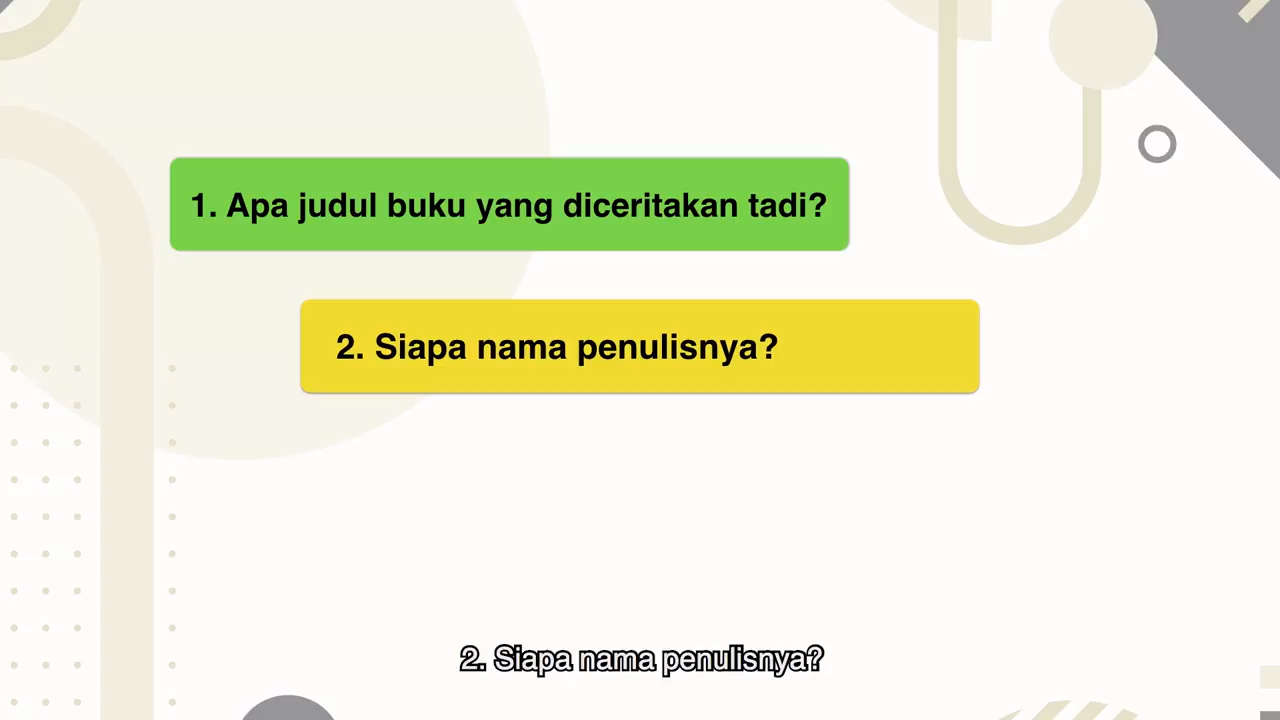 1. Apa judul buku yang diceritakan tadi?
2. Siapa nama penulisnya?
2. Siapa nama penulisnya?